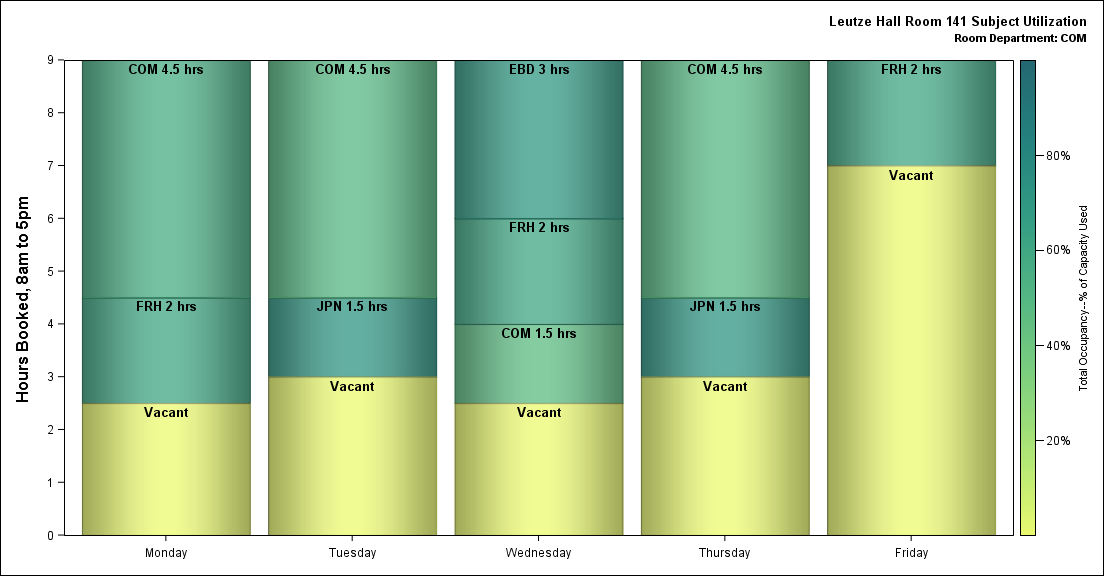 Leutze Hall Room 141 Subject Utilization
Room Department: COM
Hours Booked, 8am to 5pm
9
8
7
6
5
4
3
2
1
0
COM 4.5 hrs
FRH 2 hrs
Vacant
Monday
COM 4.5 hrs
JPN 1.5 hrs
Vacant
Tuesday
EBD 3 hrs
FRH 2 hrs
COM 1.5 hrs
Vacant
Wednesday
COM 4.5 hrs
JPN 1.5 hrs
Vacant
Thursday
FRH 2 hrs
Vacant
Friday
80%
60%
40%
20%
Total Occupancy--% of Capacity Used